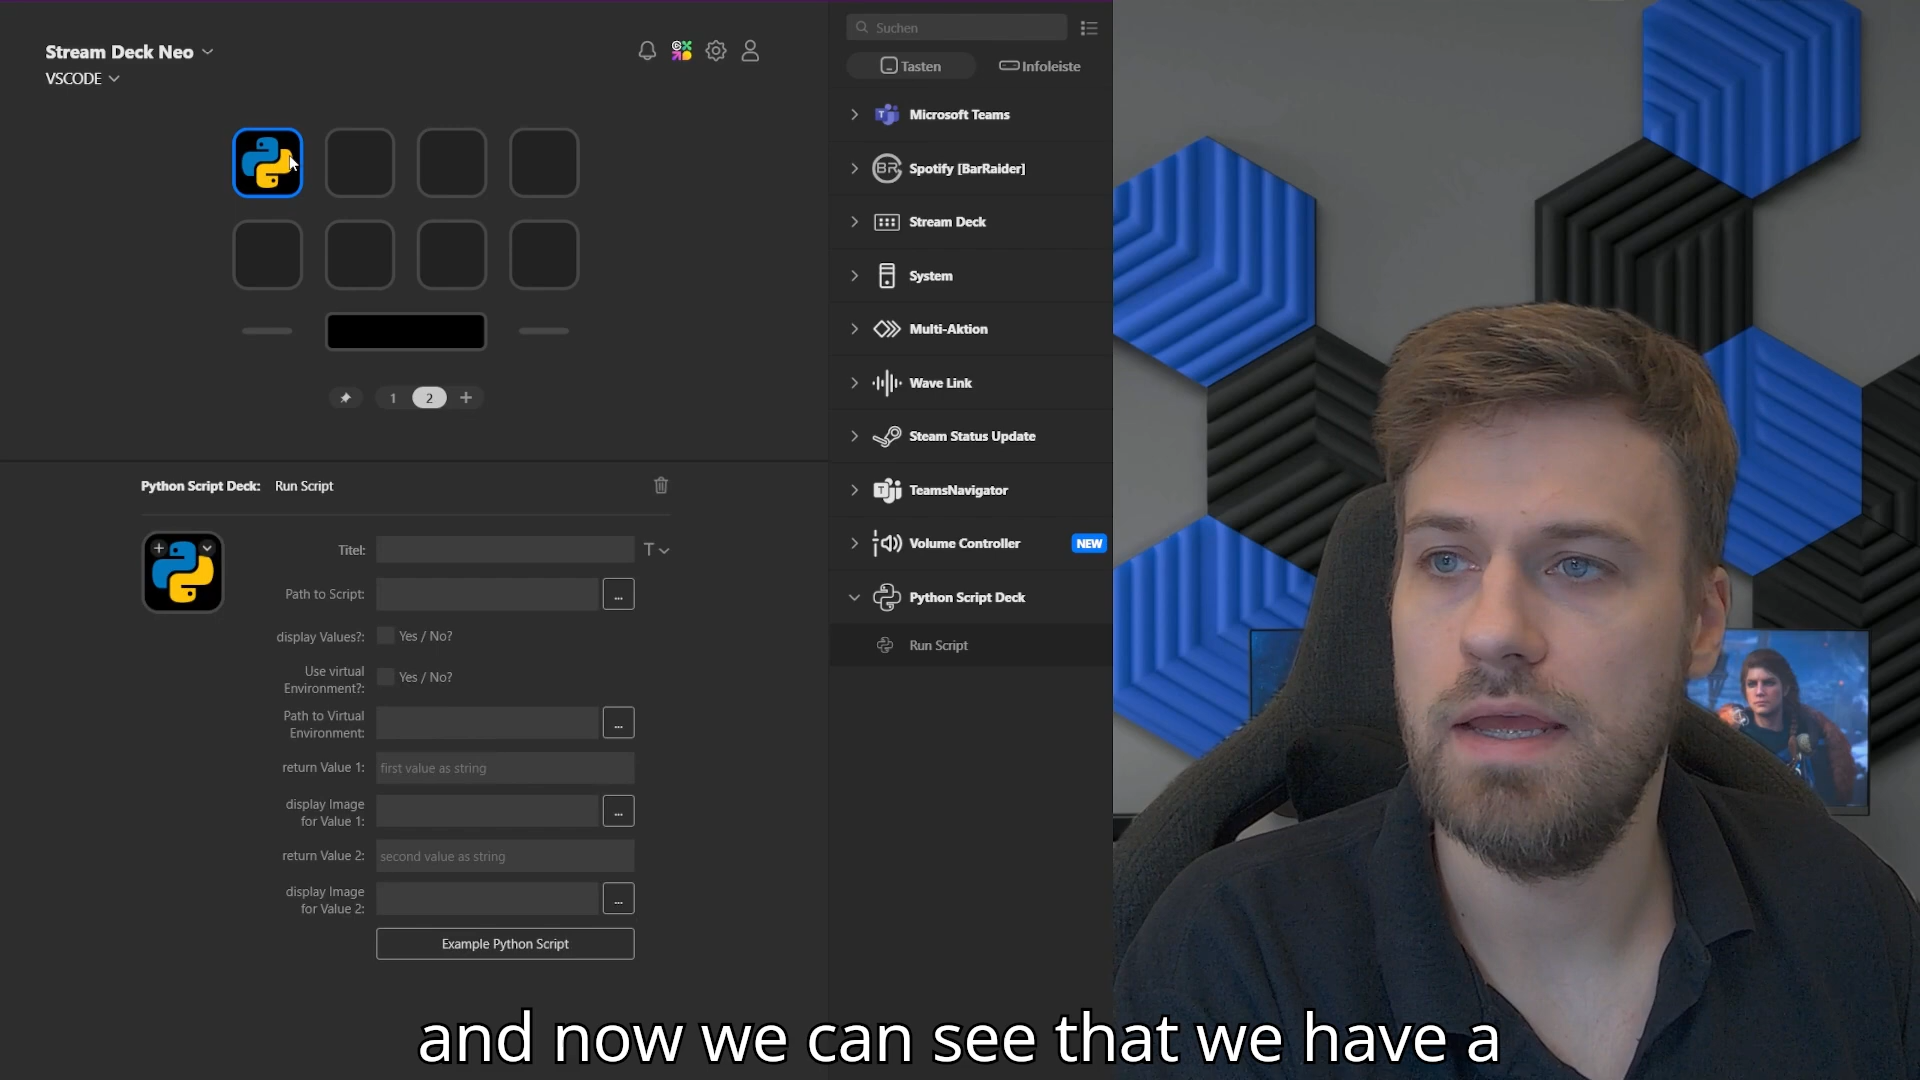 Stream Deck Neo
VSCODE
1
2
+
Suchen
Tasten
Infoleiste
Microsoft Teams
BR
Spotify [BarRaider]
Stream Deck
System
Multi-Aktion
Wave Link
Steam Status Update
TeamsNavigator
Volume Controller
NEW
Python Script Deck
Run Script
Python Script Deck:
Run Script
Titel:
T
Path to Script:
...
display Values?:
Yes / No?
Use virtual
Environment?:
Yes / No?
Path to Virtual
Environment:
...
return Value 1:
first value as string
display Image
for Value 1:
...
return Value 2:
second value as string
display Image
for Value 2:
...
Example Python Script
and now we can see that we have a